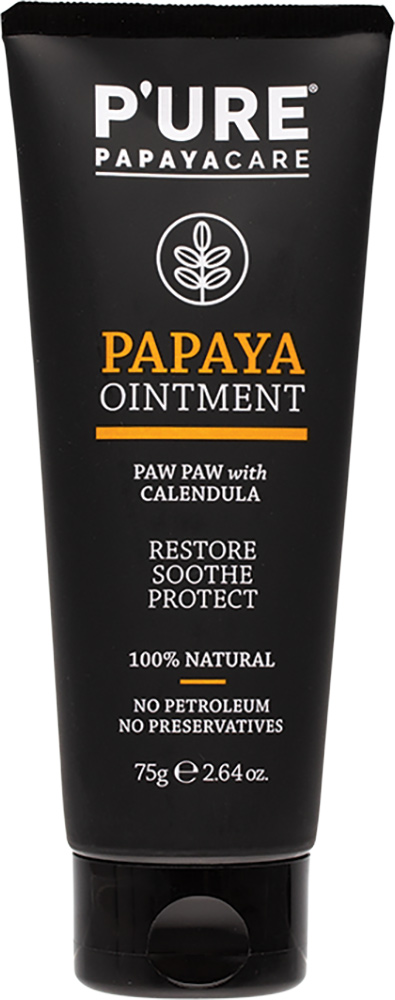 P'URE®
PAPAYACARE
PAPAYA
OINTMENT
PAW PAW with
CALENDULA
RESTORE
SOOTHE
PROTECT
100% NATURAL
NO PETROLEUM
NO PRESERVATIVES
75g ℮ 2.64 oz.